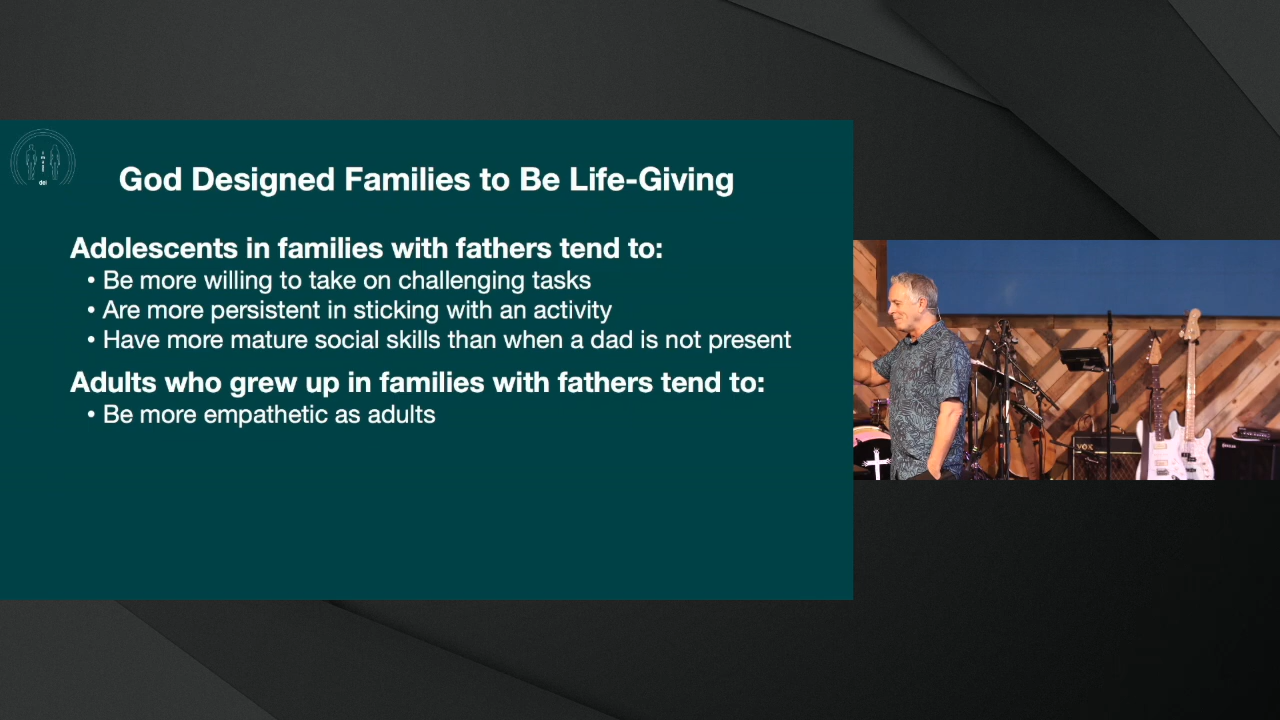 God Designed Families to Be Life-Giving
Adolescents in families with fathers tend to:
• Be more willing to take on challenging tasks
• Are more persistent in sticking with an activity
• Have more mature social skills than when a dad is not present
Adults who grew up in families with fathers tend to:
• Be more empathetic as adults
dei
VOX